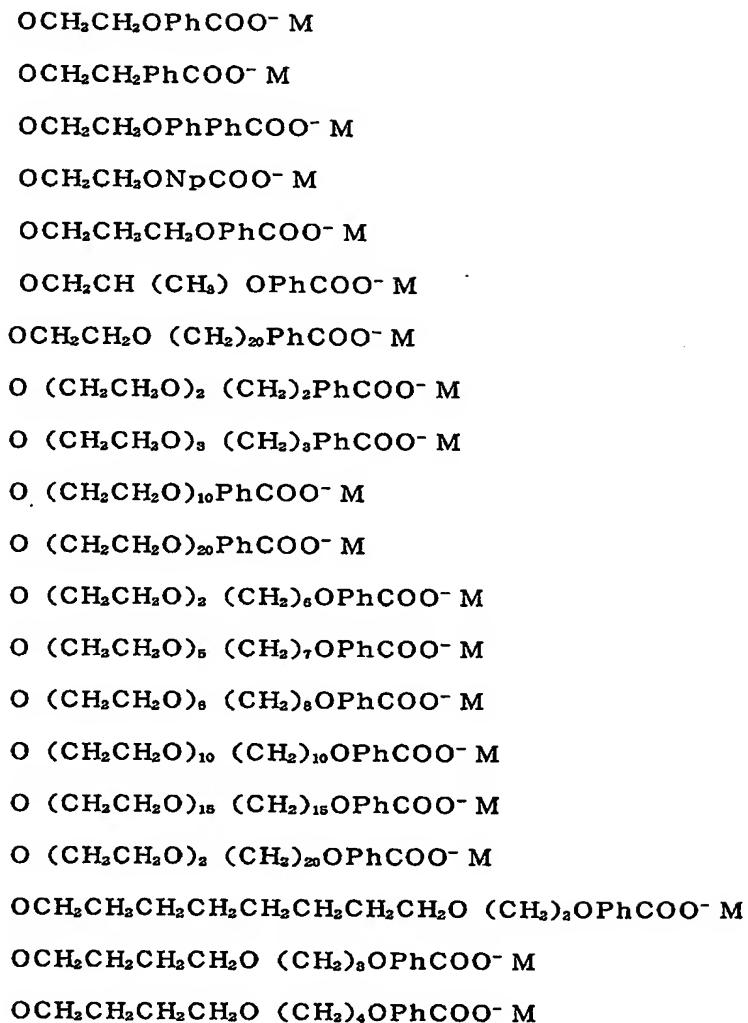 OCH₂CH₂OPhCOO⁻ M
OCH₂CH₂PhCOO⁻ M
OCH₂CH₂OPhPhCOO⁻ M
OCH₂CH₂ONpCOO⁻ M
OCH₂CH₂CH₂OPhCOO⁻ M
OCH₂CH (CH₃) OPhCOO⁻ M
OCH₂CH₂O (CH₂)₂₀PhCOO⁻ M
O (CH₂CH₂O)₂ (CH₂)₂PhCOO⁻ M
O (CH₂CH₂O)₃ (CH₂)₃PhCOO⁻ M
O (CH₂CH₂O)₁₀PhCOO⁻ M
O (CH₂CH₂O)₂₀PhCOO⁻ M
O (CH₂CH₂O)₂ (CH₂)₆OPhCOO⁻ M
O (CH₂CH₂O)₅ (CH₂)₇OPhCOO⁻ M
O (CH₂CH₂O)₆ (CH₂)₈OPhCOO⁻ M
O (CH₂CH₂O)₁₀ (CH₂)₁₀OPhCOO⁻ M
O (CH₂CH₂O)₁₅ (CH₂)₁₅OPhCOO⁻ M
O (CH₂CH₂O)₂ (CH₂)₂₀OPhCOO⁻ M
OCH₂CH₂CH₂CH₂CH₂CH₂CH₂CH₂O (CH₂)₂OPhCOO⁻ M
OCH₂CH₂CH₂CH₂O (CH₂)₃OPhCOO⁻ M
OCH₂CH₂CH₂CH₂O (CH₂)₄OPhCOO⁻ M